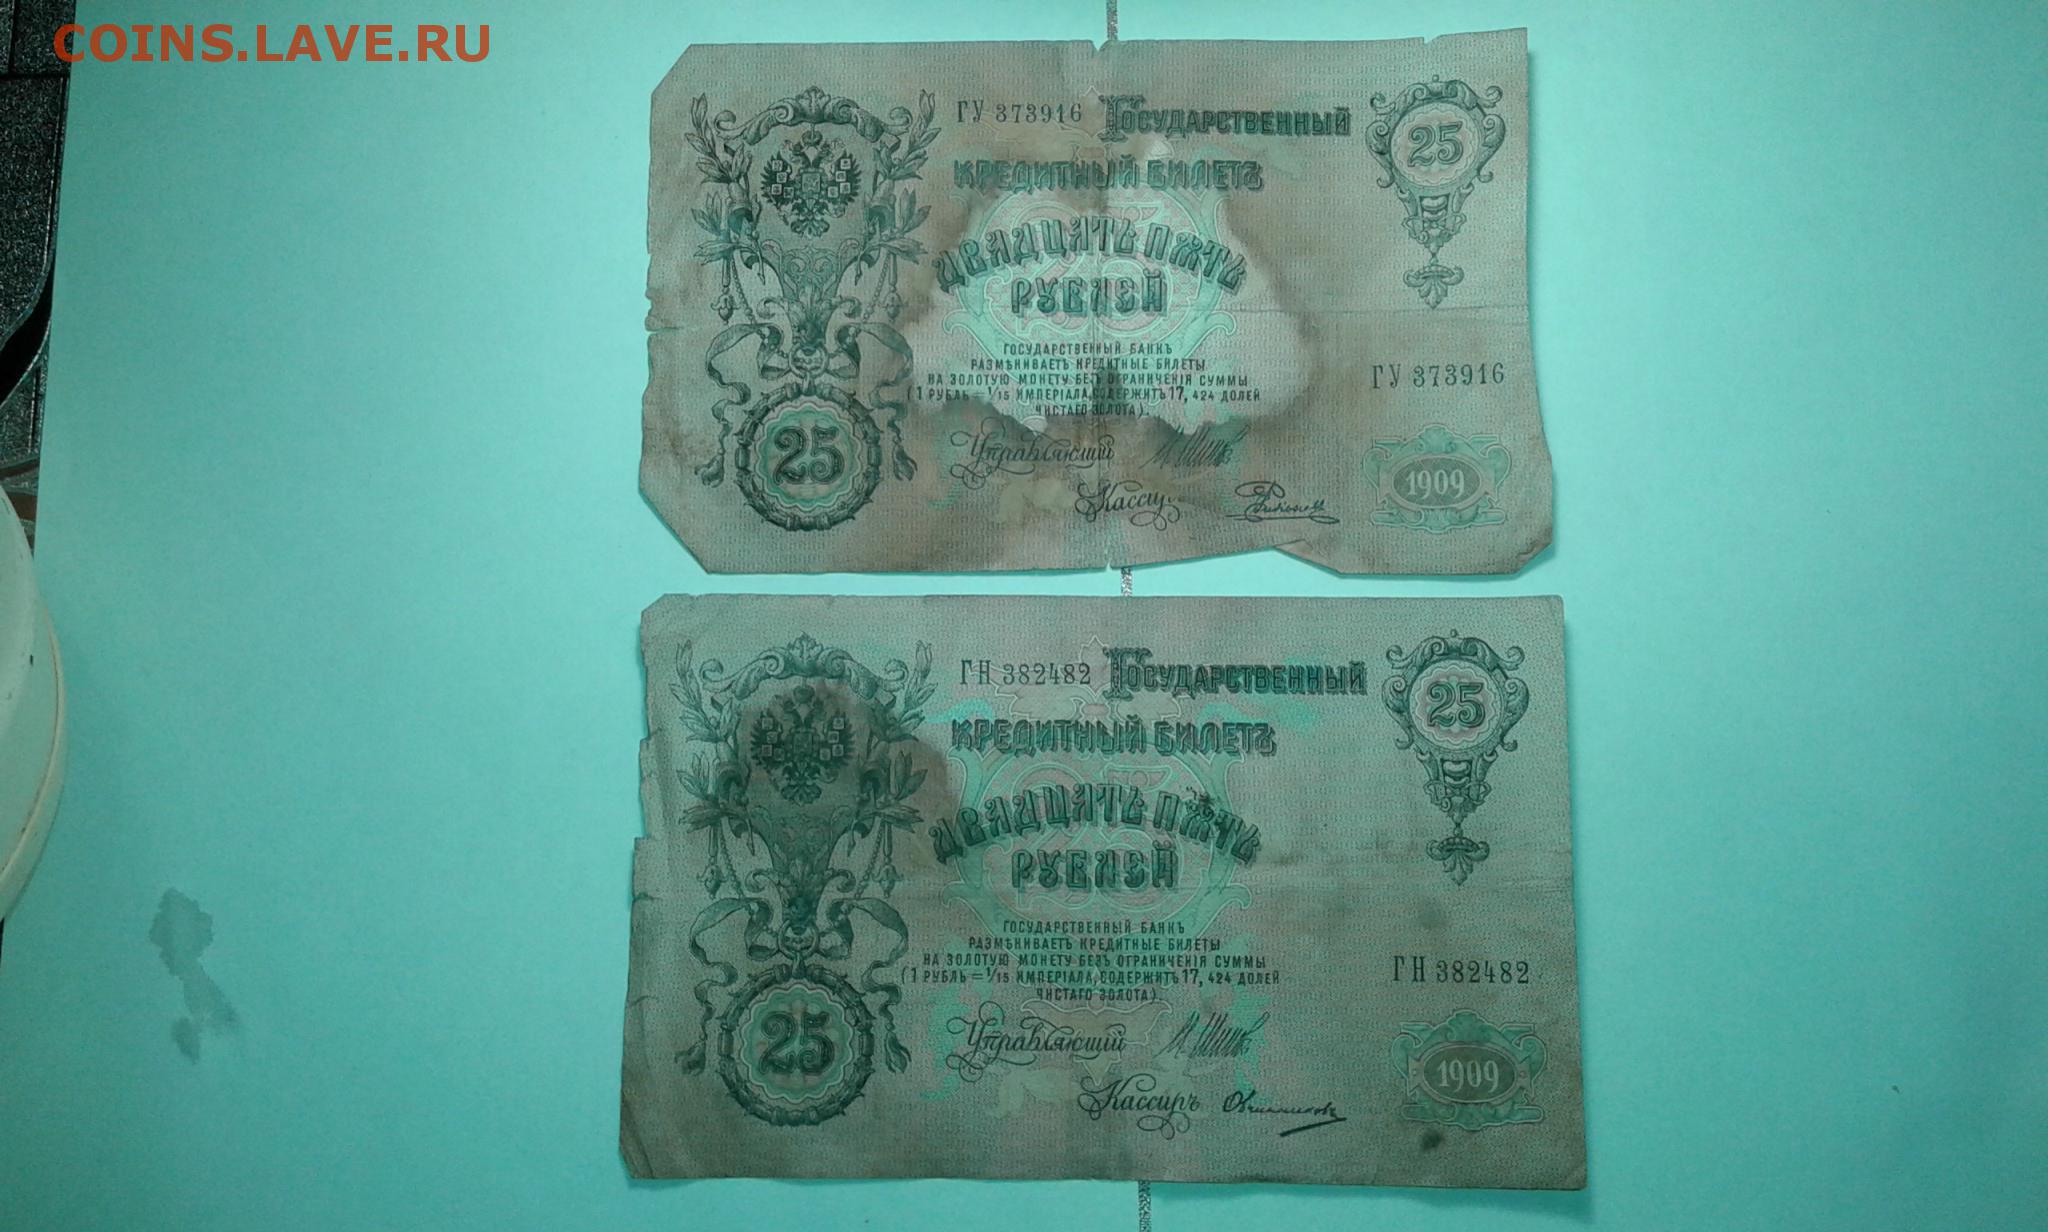 COINS.LAVE.RU
ГУ 373916
ГОСУДАРСТВЕННЫЙ
25
КРЕДИТНЫЙ БИЛЕТЪ
ДВАДЦАТЬ ПЯТЬ
РУБЛЕЙ
ГОСУДАРСТВЕННЫЙ БАНКЪ
РАЗМѢНИВАЕТЪ КРЕДИТНЫЕ БИЛЕТЫ
НА ЗОЛОТУЮ МОНЕТУ БЕЗЪ ОГРАНИЧЕНІЯ СУММЫ
(1 РУБЛЬ = 1/15 ИМПЕРІАЛА, СОДЕРЖИТЪ 17, 424 ДОЛЕЙ
ЧИСТАГО ЗОЛОТА).
ГУ 373916
25
Управляющій
1909
Кассиръ
ГН 382482
ГОСУДАРСТВЕННЫЙ
25
КРЕДИТНЫЙ БИЛЕТЪ
ДВАДЦАТЬ ПЯТЬ
РУБЛЕЙ
ГОСУДАРСТВЕННЫЙ БАНКЪ
РАЗМѢНИВАЕТЪ КРЕДИТНЫЕ БИЛЕТЫ
НА ЗОЛОТУЮ МОНЕТУ БЕЗЪ ОГРАНИЧЕНІЯ СУММЫ
(1 РУБЛЬ = 1/15 ИМПЕРІАЛА, СОДЕРЖИТЪ 17, 424 ДОЛЕЙ
ЧИСТАГО ЗОЛОТА).
ГН 382482
25
Управляющій
1909
Кассиръ Овчинниковъ